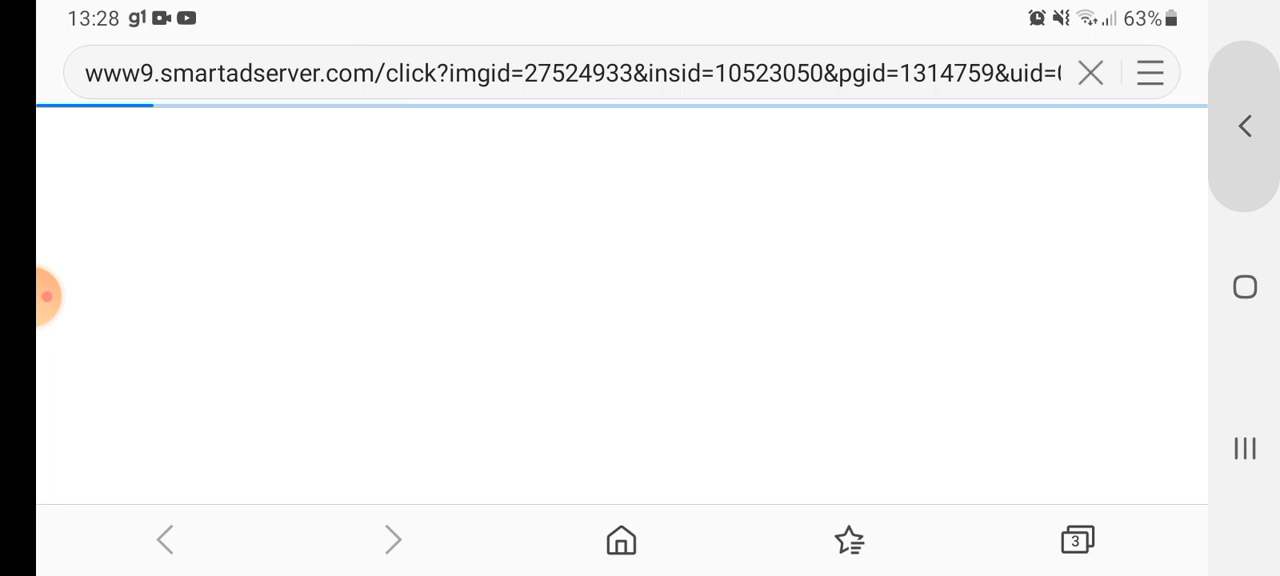 13:28 g1 63%
www9.smartadserver.com/click?imgid=27524933&insid=10523050&pgid=1314759&uid=
3